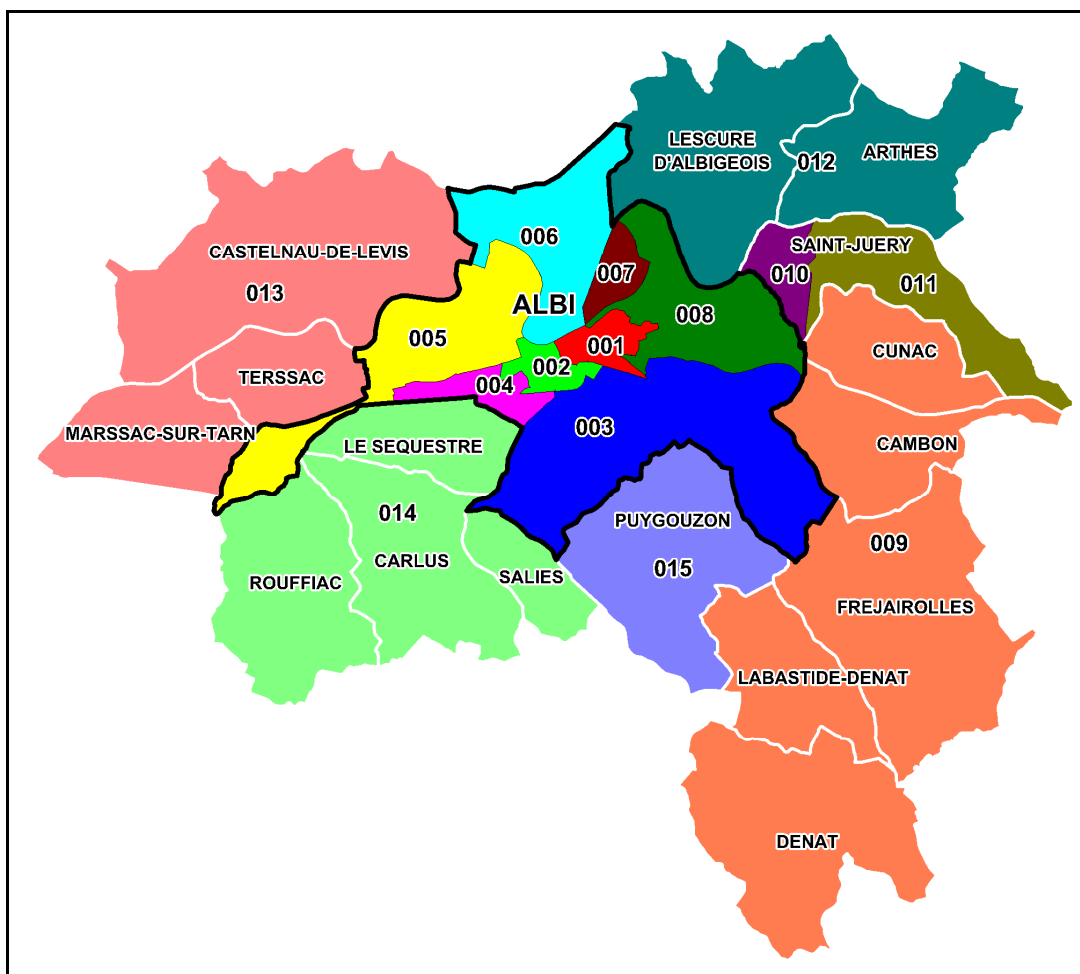 LESCURE
D'ALBIGEOIS
ARTHES
012
006
SAINT-JUERY
CASTELNAU-DE-LEVIS
007
010
011
013
ALBI
008
005
001
CUNAC
002
TERSSAC
004
003
MARSSAC-SUR-TARN
LE SEQUESTRE
CAMBON
014
PUYGOUZON
009
CARLUS
015
SALIES
ROUFFIAC
FREJAIROLLES
LABASTIDE-DENAT
DENAT